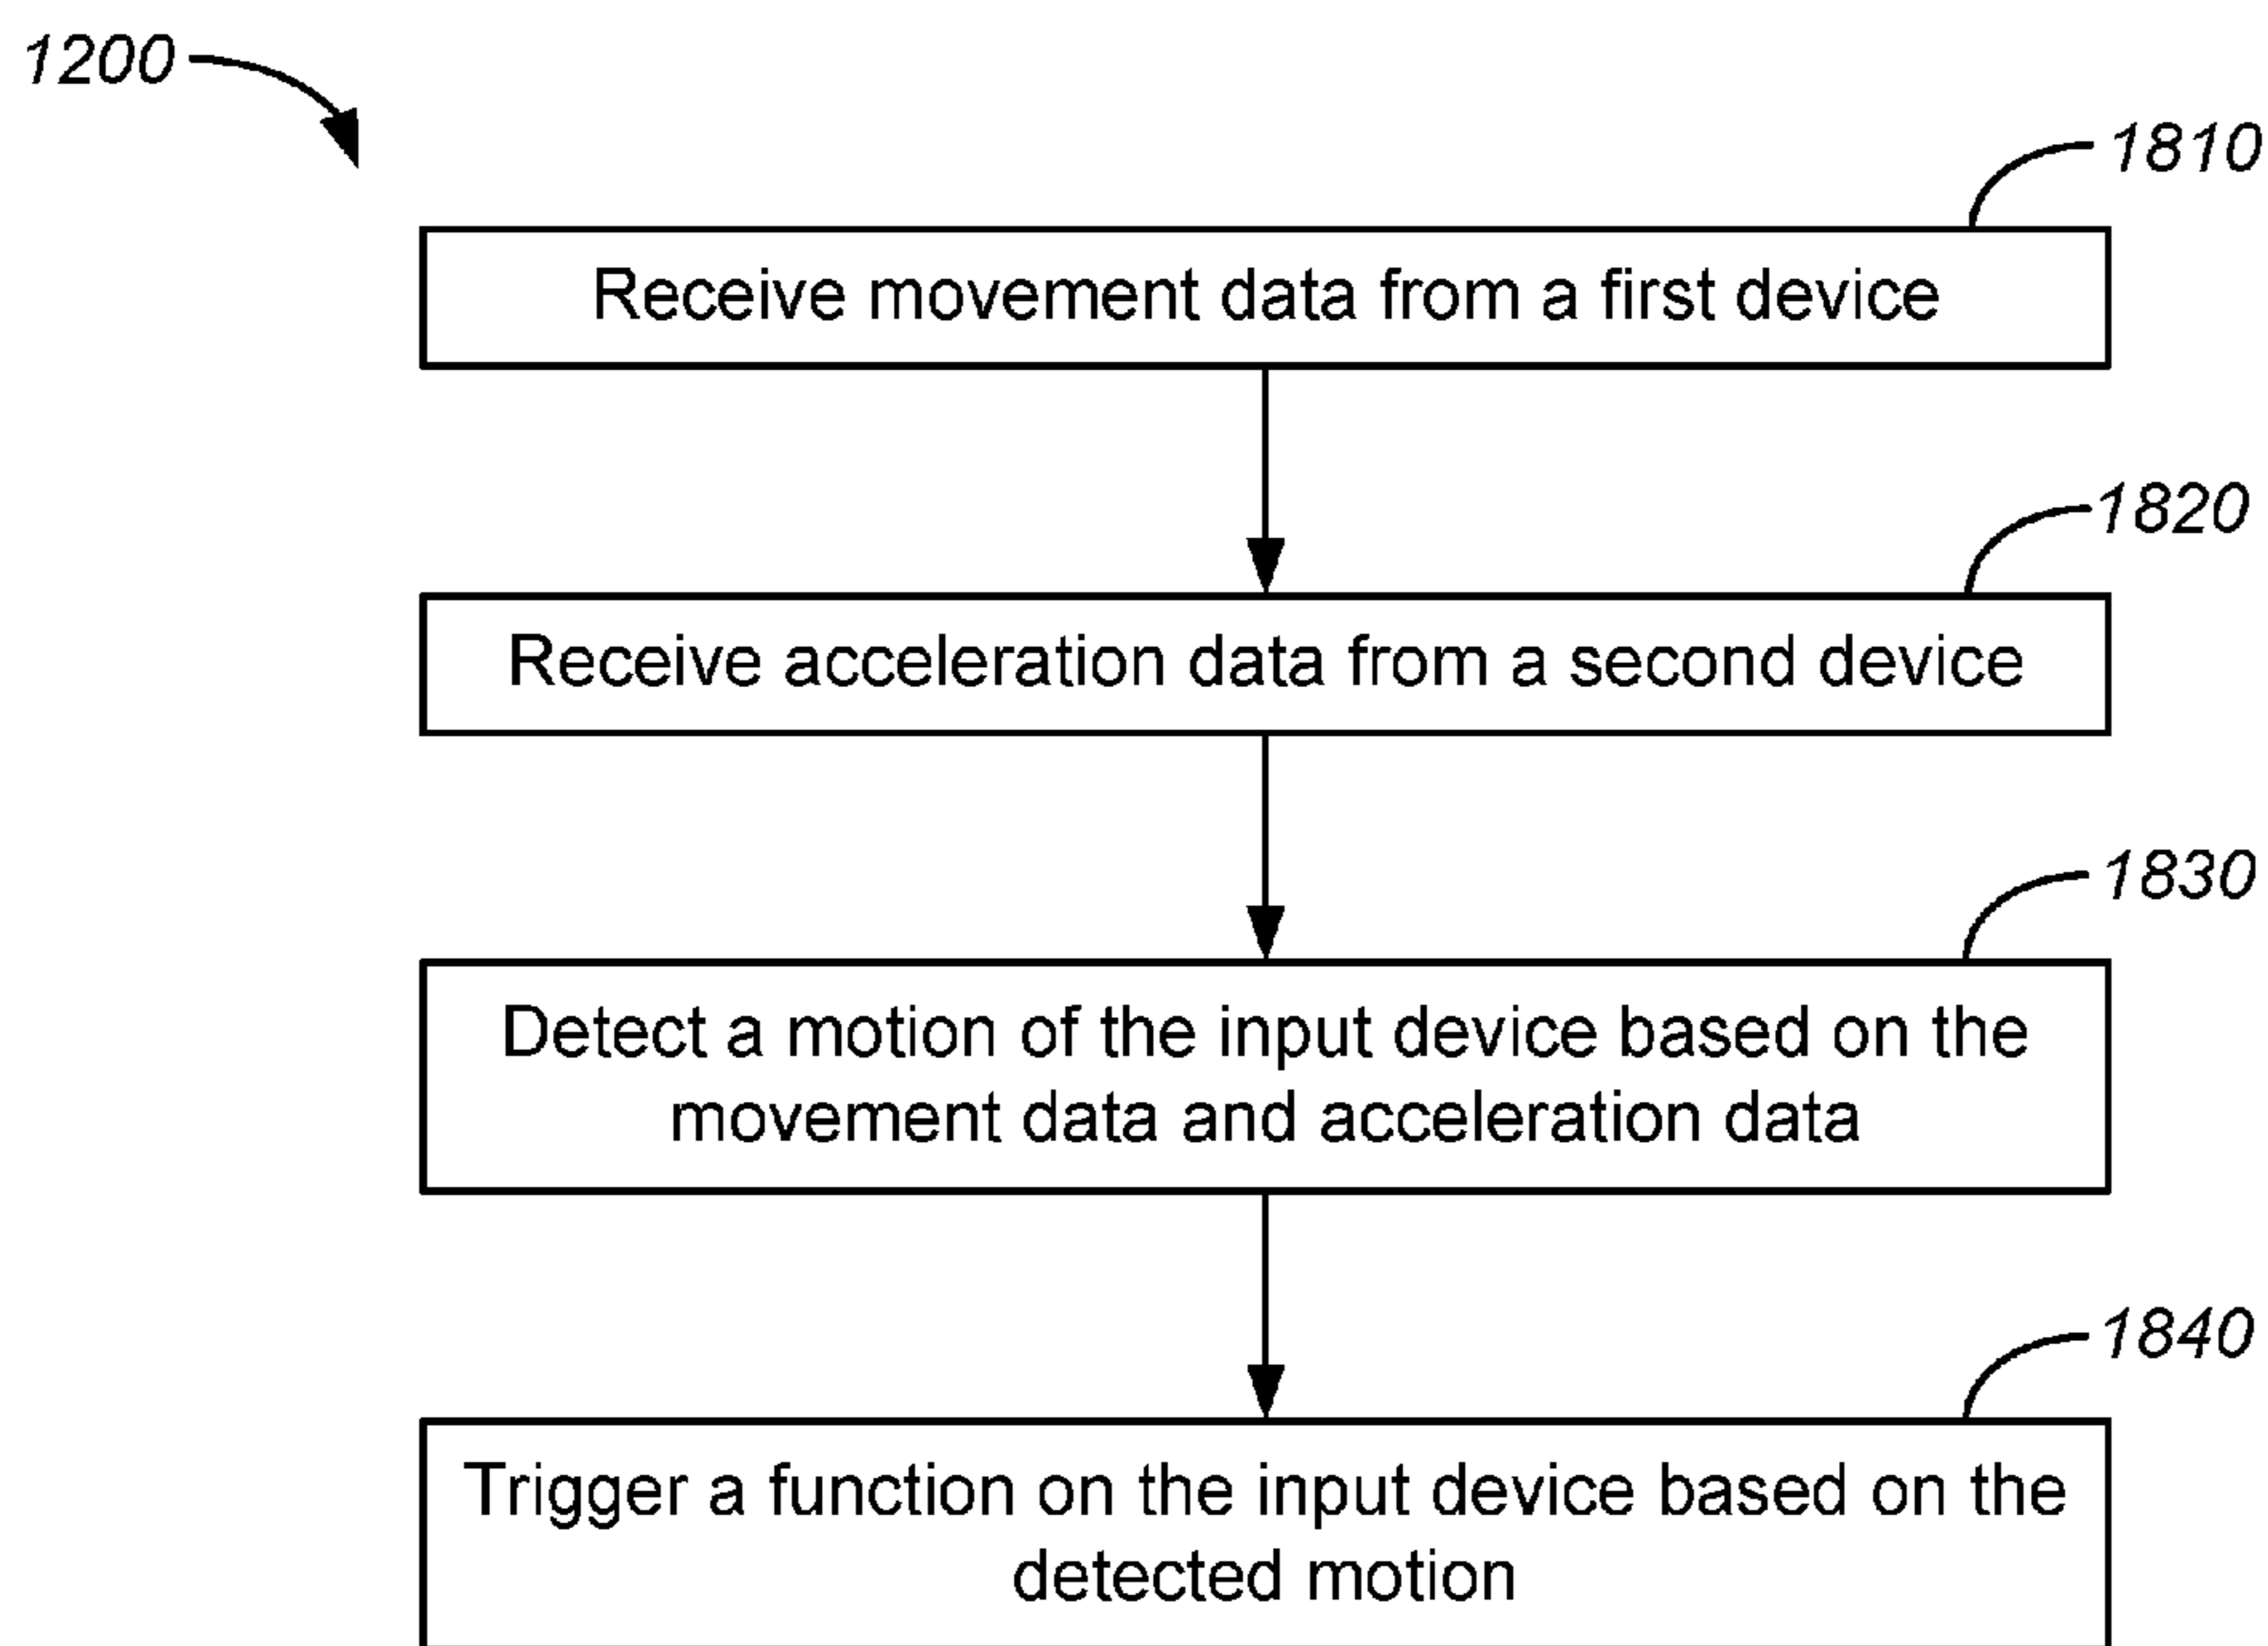 1200
1810
Receive movement data from a first device
1820
Receive acceleration data from a second device
1830
Detect a motion of the input device based on the
movement data and acceleration data
1840
Trigger a function on the input device based on the
detected motion